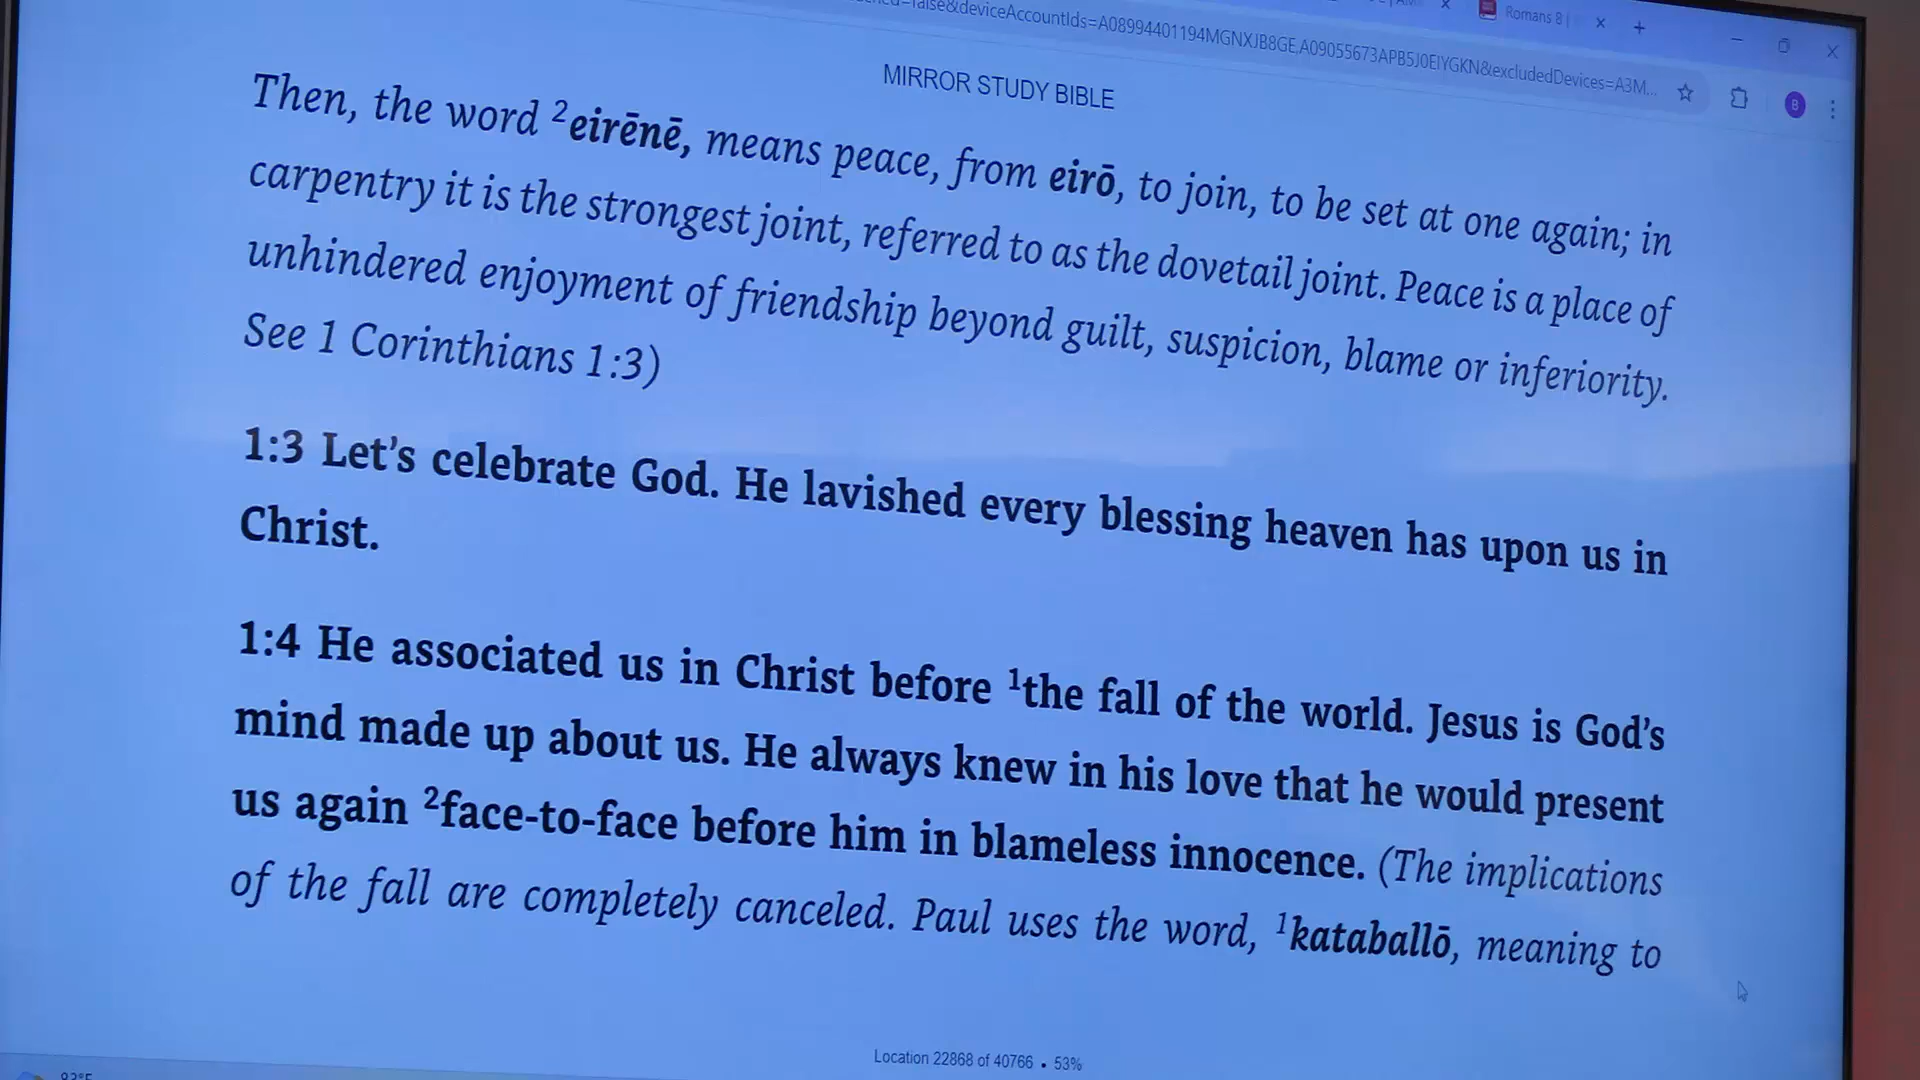 =false&deviceAccountIds=A08994401194MGNXJB8GE,A09055673APB5J0EIYGKN&excludedDevices=A3M...
Romans 8 |
B
MIRROR STUDY BIBLE
Then, the word ²eirēnē, means peace, from eirō, to join, to be set at one again; in
carpentry it is the strongest joint, referred to as the dovetail joint. Peace is a place of
unhindered enjoyment of friendship beyond guilt, suspicion, blame or inferiority.
See 1 Corinthians 1:3)
1:3 Let’s celebrate God. He lavished every blessing heaven has upon us in
Christ.
1:4 He associated us in Christ before ¹the fall of the world. Jesus is God’s
mind made up about us. He always knew in his love that he would present
us again ²face-to-face before him in blameless innocence. (The implications
of the fall are completely canceled. Paul uses the word, ¹kataballō, meaning to
Location 22868 of 40766 • 53%